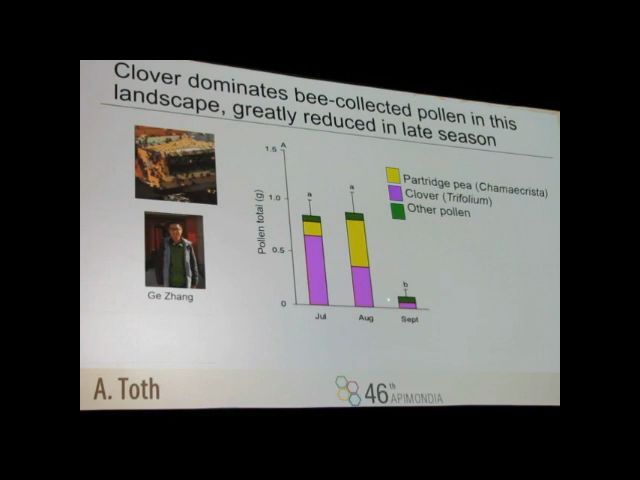 Clover dominates bee-collected pollen in this
landscape, greatly reduced in late season
Ge Zhang
A
1.5
1.0
0.5
0
Pollen total (g)
a
a
b
Jul
Aug
Sept
Partridge pea (Chamaecrista)
Clover (Trifolium)
Other pollen
A. Toth
46th
APIMONDIA